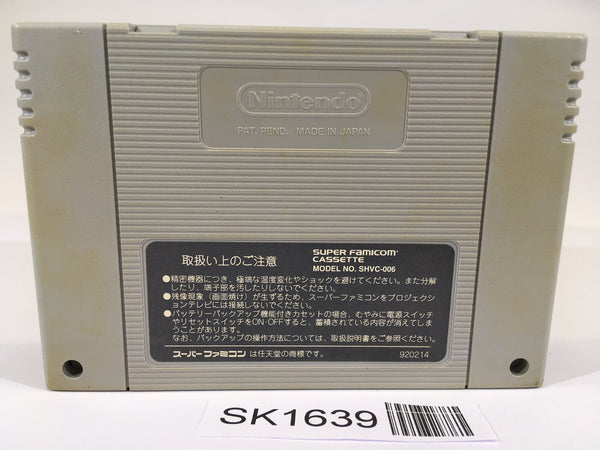 Nintendo
PAT. PEND. MADE IN JAPAN
取扱い上のご注意
SUPER FAMICOM
CASSETTE
MODEL NO. SHVC-006
●精密機器につき、極端な温度変化やショックを避けてください。また分解
したり、端子部を汚したりしないでください。
●残像現象（画面焼け）が生ずるため、スーパーファミコンをプロジェクシ
ョンテレビには接続しないでください。
●バッテリーバックアップ機能付きカセットの場合、むやみに電源スイッチ
やリセットスイッチをON・OFFすると、蓄積されている内容が消えてしま
うことがあります。
なお、バックアップの操作方法については、取扱説明書をご参照ください。
スーパーファミコン は任天堂の商標です。
920214
SK1639